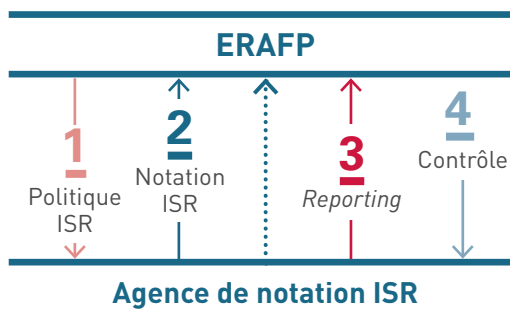 ERAFP
1
Politique
ISR
2
Notation
ISR
3
Reporting
4
Contrôle
Agence de notation ISR